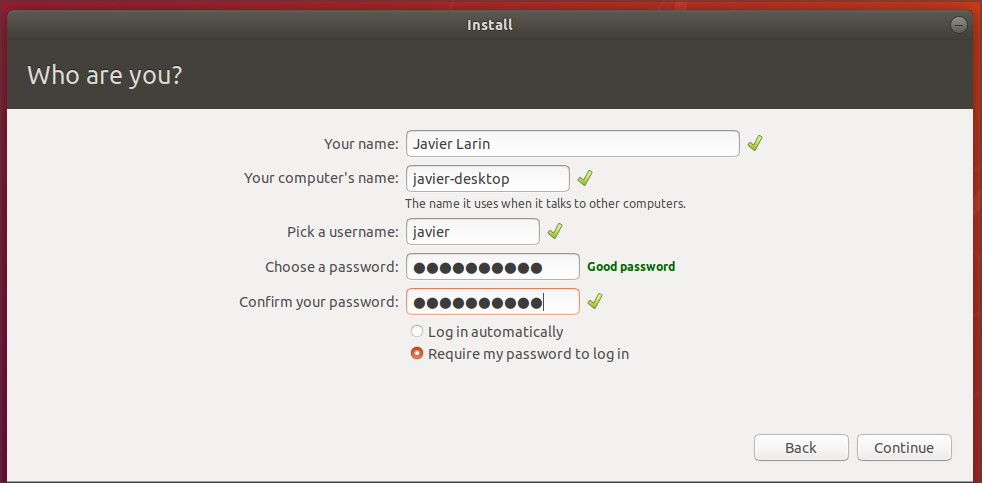 Install
Who are you?
Your name: Javier Larin
Your computer's name: javier-desktop
The name it uses when it talks to other computers.
Pick a username: javier
Choose a password: ●●●●●●●●●● Good password
Confirm your password: ●●●●●●●●●●
Log in automatically
Require my password to log in
Back Continue